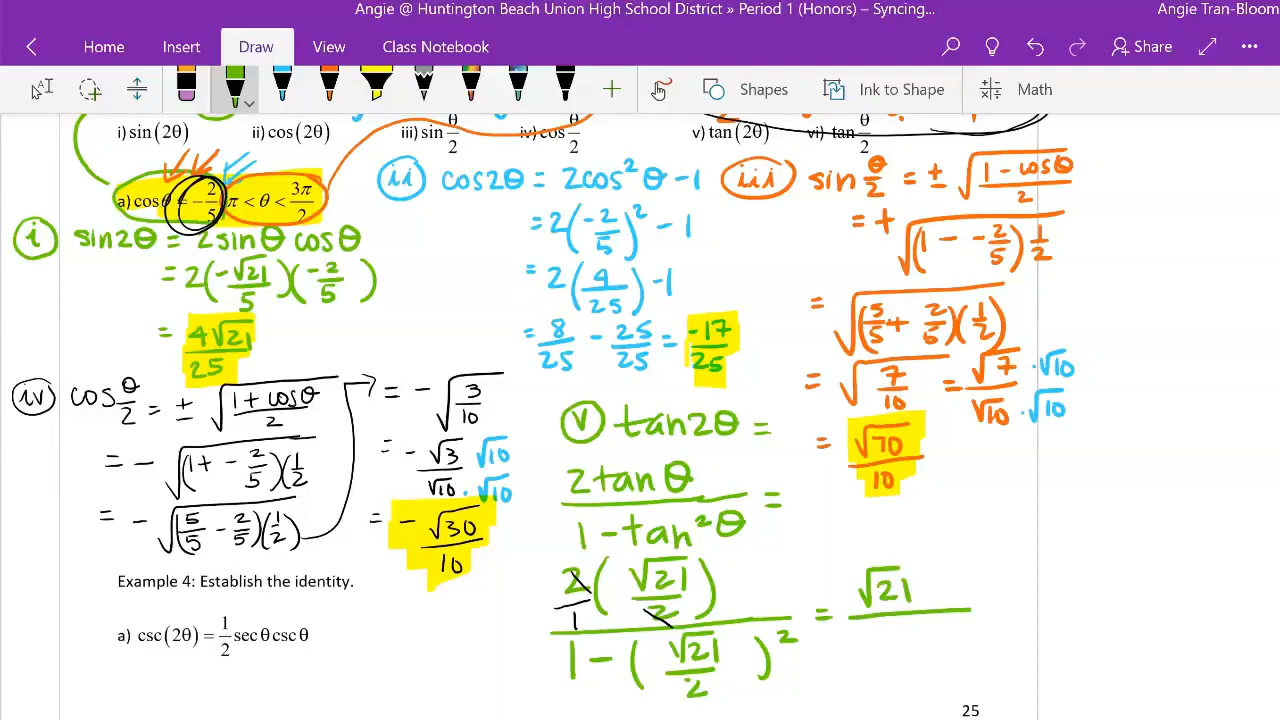 Angie @ Huntington Beach Union High School District » Period 1 (Honors) – Syncing...
Angie Tran-Bloom
Home Insert Draw View Class Notebook
Share
Shapes Ink to Shape Math
i) sin(2θ) ii) cos(2θ) iii) sin θ/2 iv) cos θ/2 v) tan(2θ) vi) tan θ/2
a) cosθ = -2/5 π < θ < 3π/2
i sin2θ = 2sinθ cosθ
= 2(-√21/5)(-2/5)
= 4√21/25
ii cos2θ = 2cos²θ - 1
= 2(-2/5)² - 1
= 2(4/25) - 1
= 8/25 - 25/25 = -17/25
iii sin θ/2 = ± √((1 - cosθ)/2)
= + √((1 - -2/5) 1/2)
= √((5/5 + 2/5)(1/2))
= √(7/10) = √7/√10 · √10 · √10
= √70/10
iv cos θ/2 = ± √((1 + cosθ)/2)
= - √((1 + - 2/5)(1/2)
= - √((5/5 - 2/5)(1/2))
= - √(3/10)
= - √3/√10 √10 · √10
= - √30/10
v tan2θ =
2tanθ/(1 - tan²θ) =
2/1 (√21/2) / (1 - (√21/2)²) = √21
Example 4: Establish the identity.
a) csc(2θ) = 1/2 secθ cscθ
25